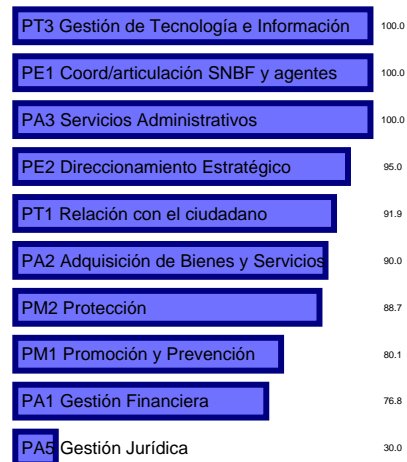 PT3 Gestión de Tecnología e Información 100.0
PE1 Coord/articulación SNBF y agentes 100.0
PA3 Servicios Administrativos 100.0
PE2 Direccionamiento Estratégico 95.0
PT1 Relación con el ciudadano 91.9
PA2 Adquisición de Bienes y Servicios 90.0
PM2 Protección 88.7
PM1 Promoción y Prevención 80.1
PA1 Gestión Financiera 76.8
PA5 Gestión Jurídica 30.0